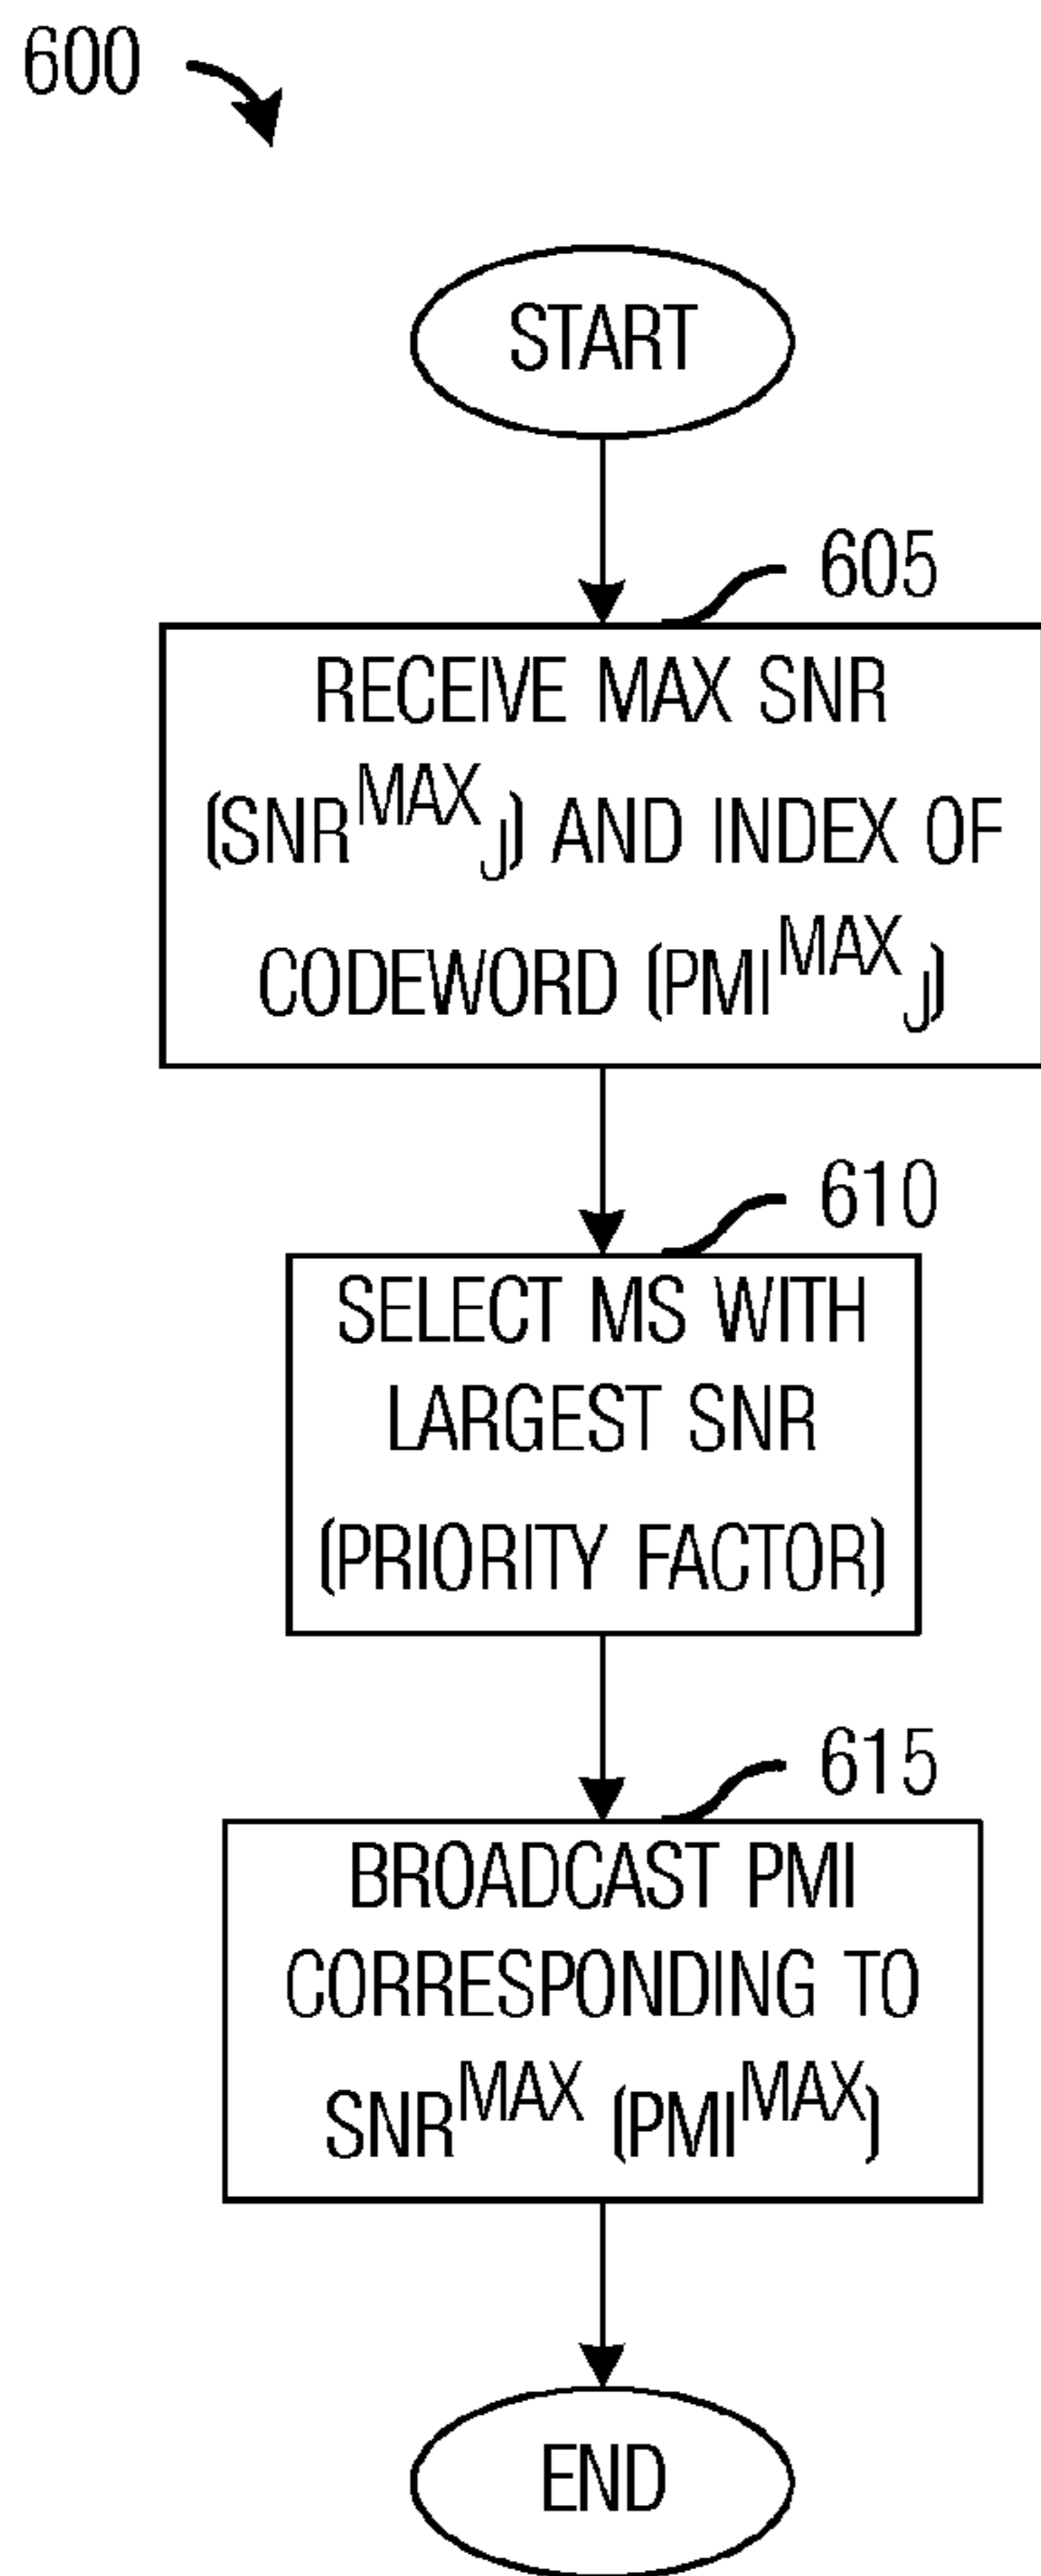 600
START
605
RECEIVE MAX SNR
(SNR^MAX_J) AND INDEX OF
CODEWORD (PMI^MAX_J)
610
SELECT MS WITH
LARGEST SNR
(PRIORITY FACTOR)
615
BROADCAST PMI
CORRESPONDING TO
SNR^MAX (PMI^MAX)
END